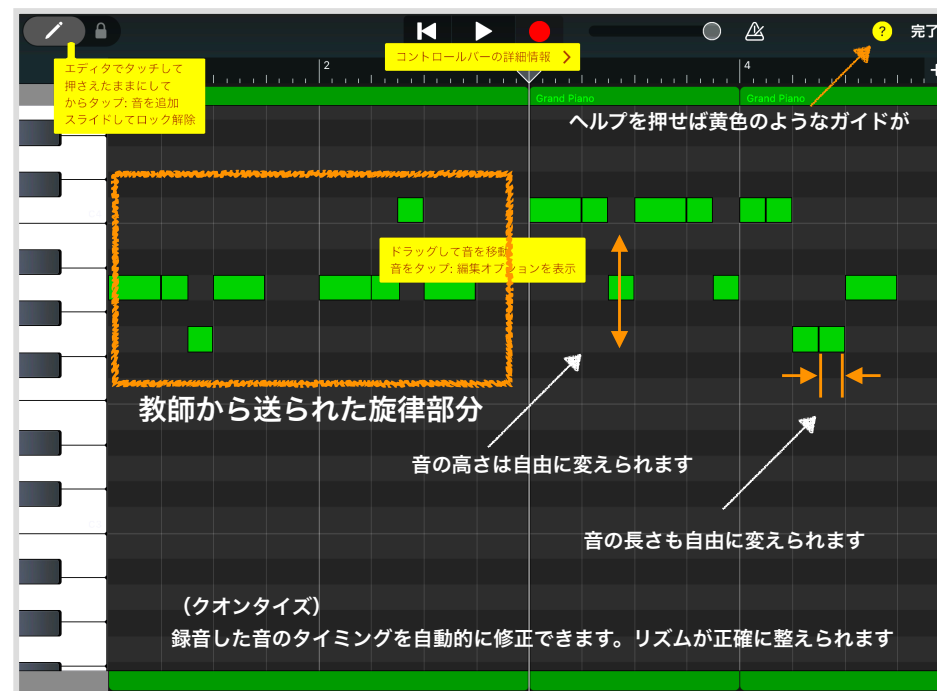 ?
完了
コントロールバーの詳細情報 >
エディタでタッチして
押さえたままにして
からタップ: 音を追加
スライドしてロック解除
2
4
+
Grand Piano
Grand Piano
ヘルプを押せば黄色のようなガイドが
ドラッグして音を移動
音をタップ: 編集オプションを表示
教師から送られた旋律部分
音の高さは自由に変えられます
音の長さも自由に変えられます
（クオンタイズ）
録音した音のタイミングを自動的に修正できます。リズムが正確に整えられます